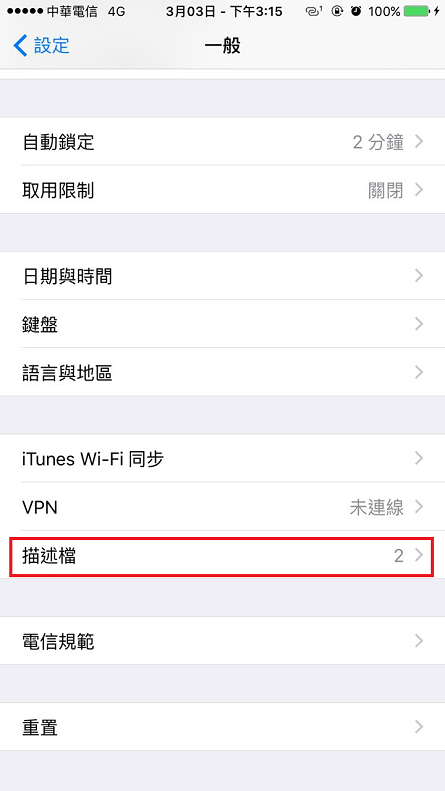 中華電信 4G 3月03日 - 下午3:15 1 100%
設定 一般
自動鎖定 2 分鐘
取用限制 關閉
日期與時間
鍵盤
語言與地區
iTunes Wi-Fi 同步
VPN 未連線
描述檔 2
電信規範
重置